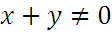 x + y ≠ 0